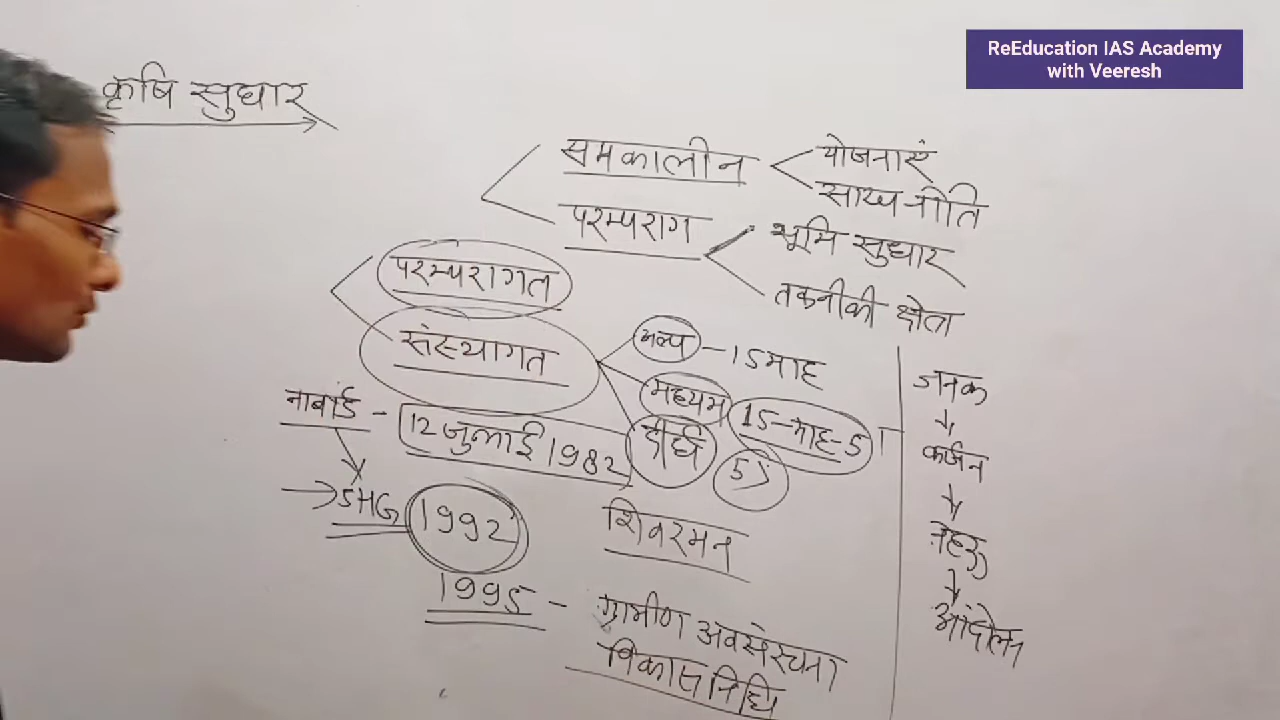 ReEducation IAS Academy
with Veeresh
कृषि सुधार
समकालीन
योजनाएं
साख नीति
परम्पराग
भूमि सुधार
तकनीकी क्षेत्र
परम्परागत
संस्थागत
अल्प - 15 माह
मध्यम 15-माह-5
दीर्घ 5>
नाबार्ड - 12 जुलाई 1982
SHG 1992
शिवरमन
1995 - ग्रामीण अवसंरचना
विकास निधि
जनक
कर्जन
नेहरू
आंदोलन